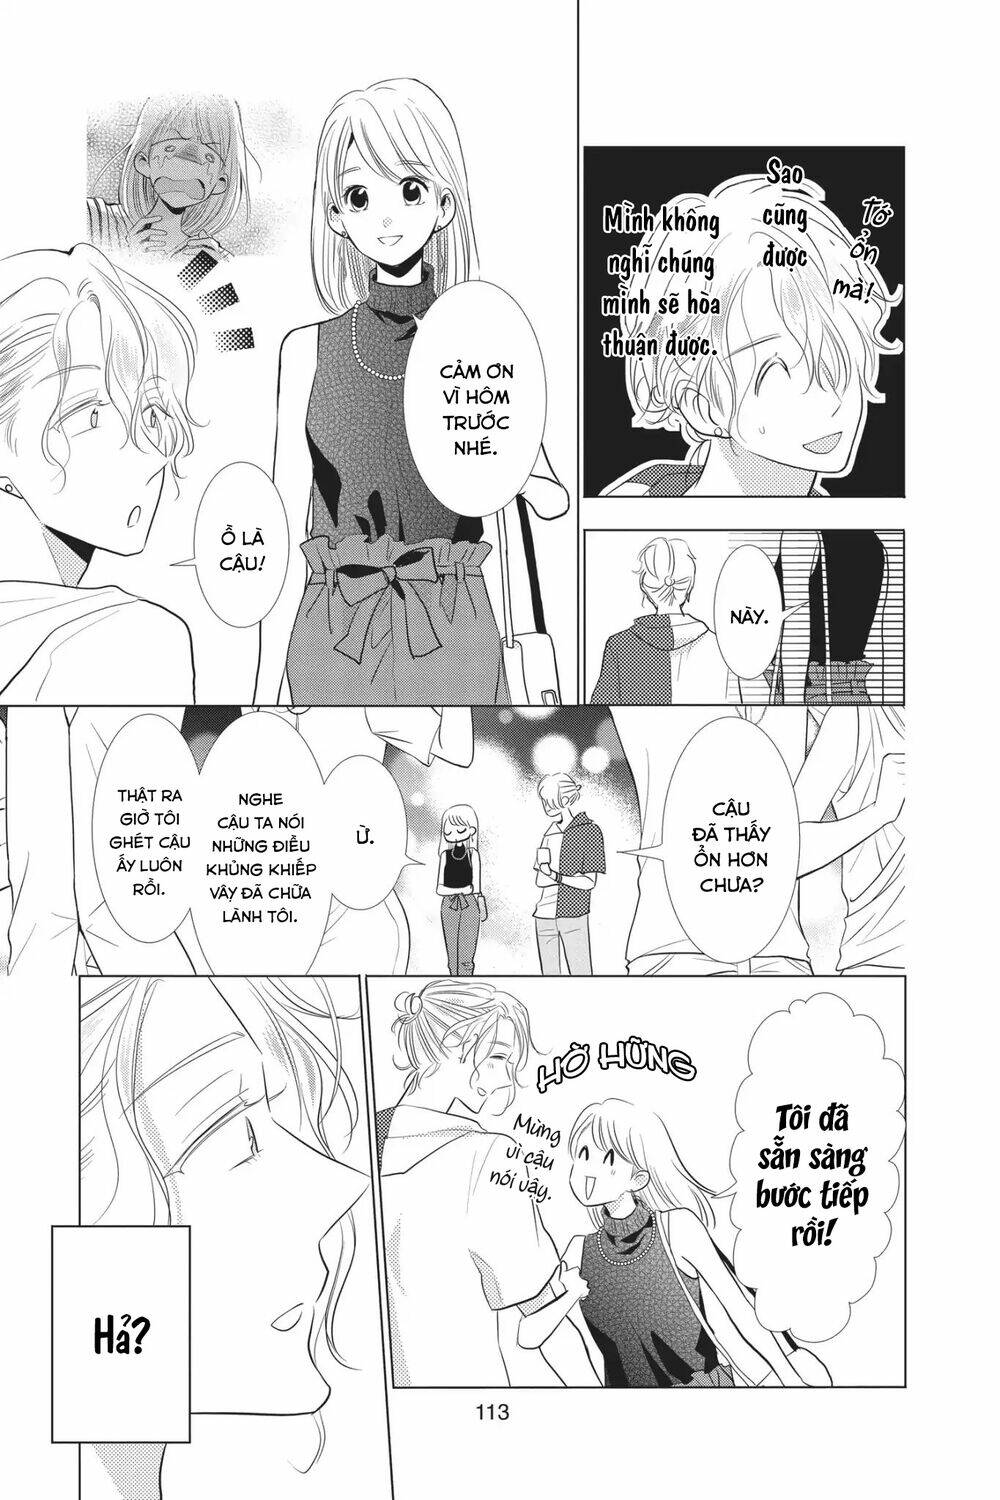 Sao
cũng
được
Mình không
nghĩ chúng
mình sẽ hòa
thuận được.
tớ
ổn
mà!
NÀY.
CẢM ƠN
VÌ HÔM
TRƯỚC
NHÉ.
Ồ LÀ
CẬU!
CẬU
ĐÃ THẤY
ỔN HƠN
CHƯA?
Ừ.
NGHE
CẬU TA NÓI
NHỮNG ĐIỀU
KHỦNG KHIẾP
VẬY ĐÃ CHỮA
LÀNH TÔI.
THẬT RA
GIỜ TÔI
GHÉT CẬU
ẤY LUÔN
RỒI.
Tôi đã
sẵn sàng
bước tiếp
rồi!
HỜ HỮNG
Mừng
vì cậu
nói vậy.
Hả?
113